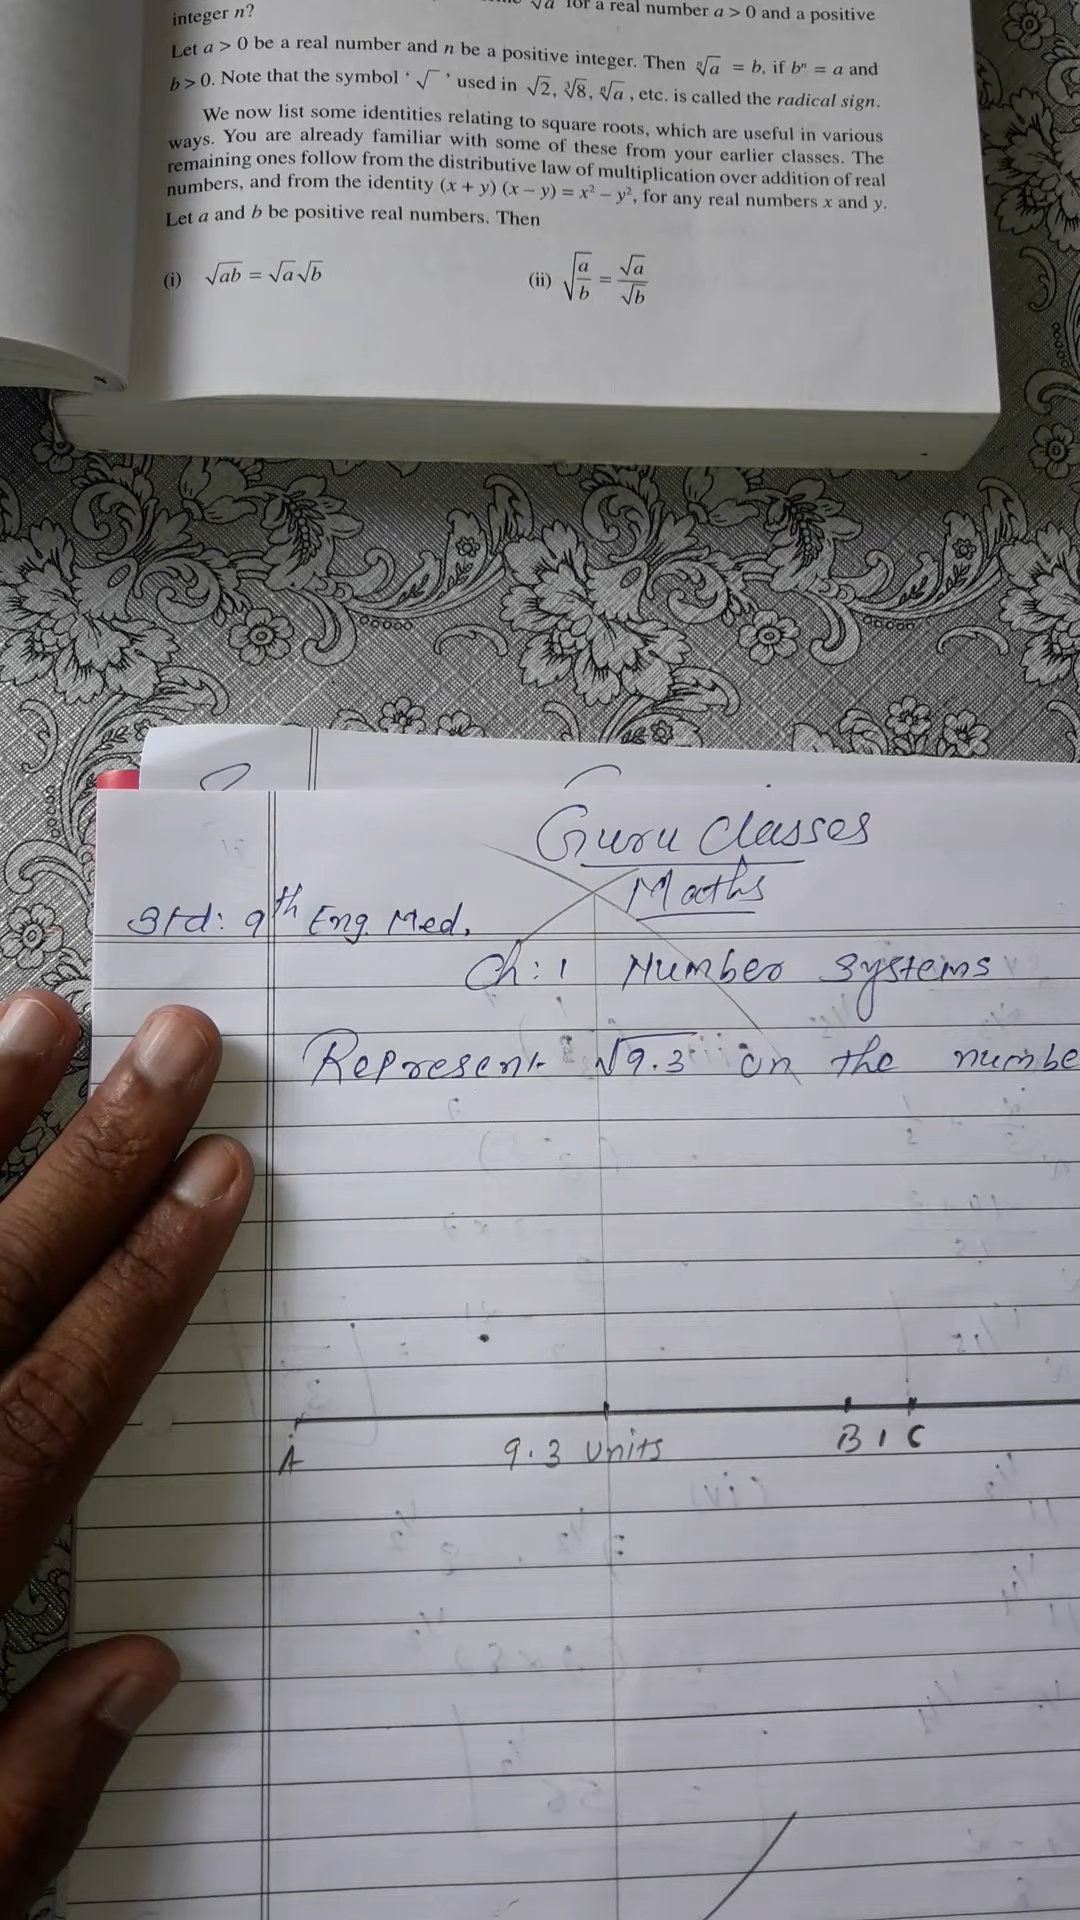 √a for a real number a > 0 and a positive
integer n?
Let a > 0 be a real number and n be a positive integer. Then ⁿ√a = b, if bⁿ = a and
b > 0. Note that the symbol ‘√’ used in √2, ³√8, ⁿ√a, etc. is called the radical sign.
We now list some identities relating to square roots, which are useful in various
ways. You are already familiar with some of these from your earlier classes. The
remaining ones follow from the distributive law of multiplication over addition of real
numbers, and from the identity (x + y) (x – y) = x² – y², for any real numbers x and y.
Let a and b be positive real numbers. Then
(i) √ab = √a√b (ii) √(a/b) = √a/√b
Guru Classes
Maths
Std: 9th Eng. Med.
Ch: 1 Number systems
Represent √9.3 on the numbe
A 9.3 units B 1 C